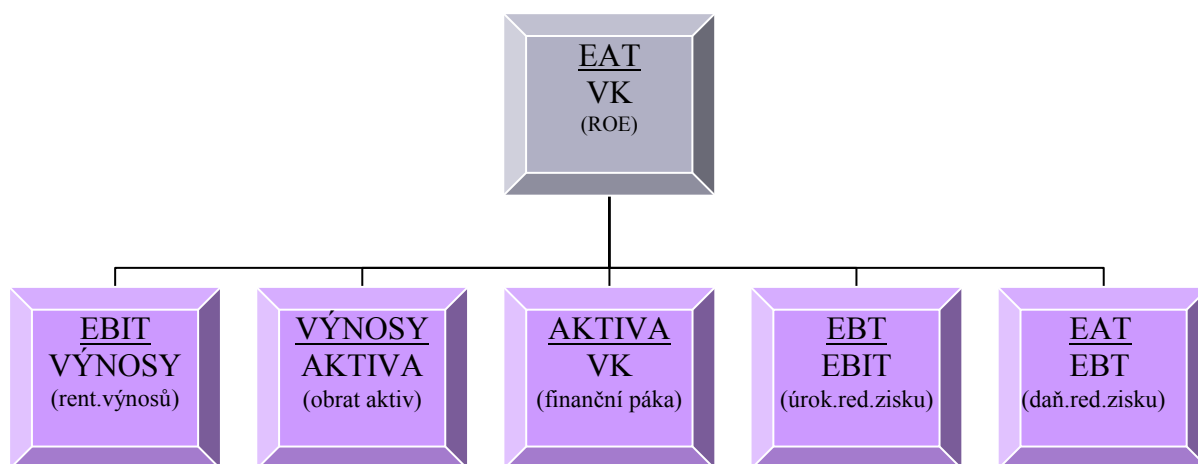 EAT
VK
(ROE)
EBIT
VÝNOSY
(rent.výnosů)
VÝNOSY
AKTIVA
(obrat aktiv)
AKTIVA
VK
(finanční páka)
EBT
EBIT
(úrok.red.zisku)
EAT
EBT
(daň.red.zisku)